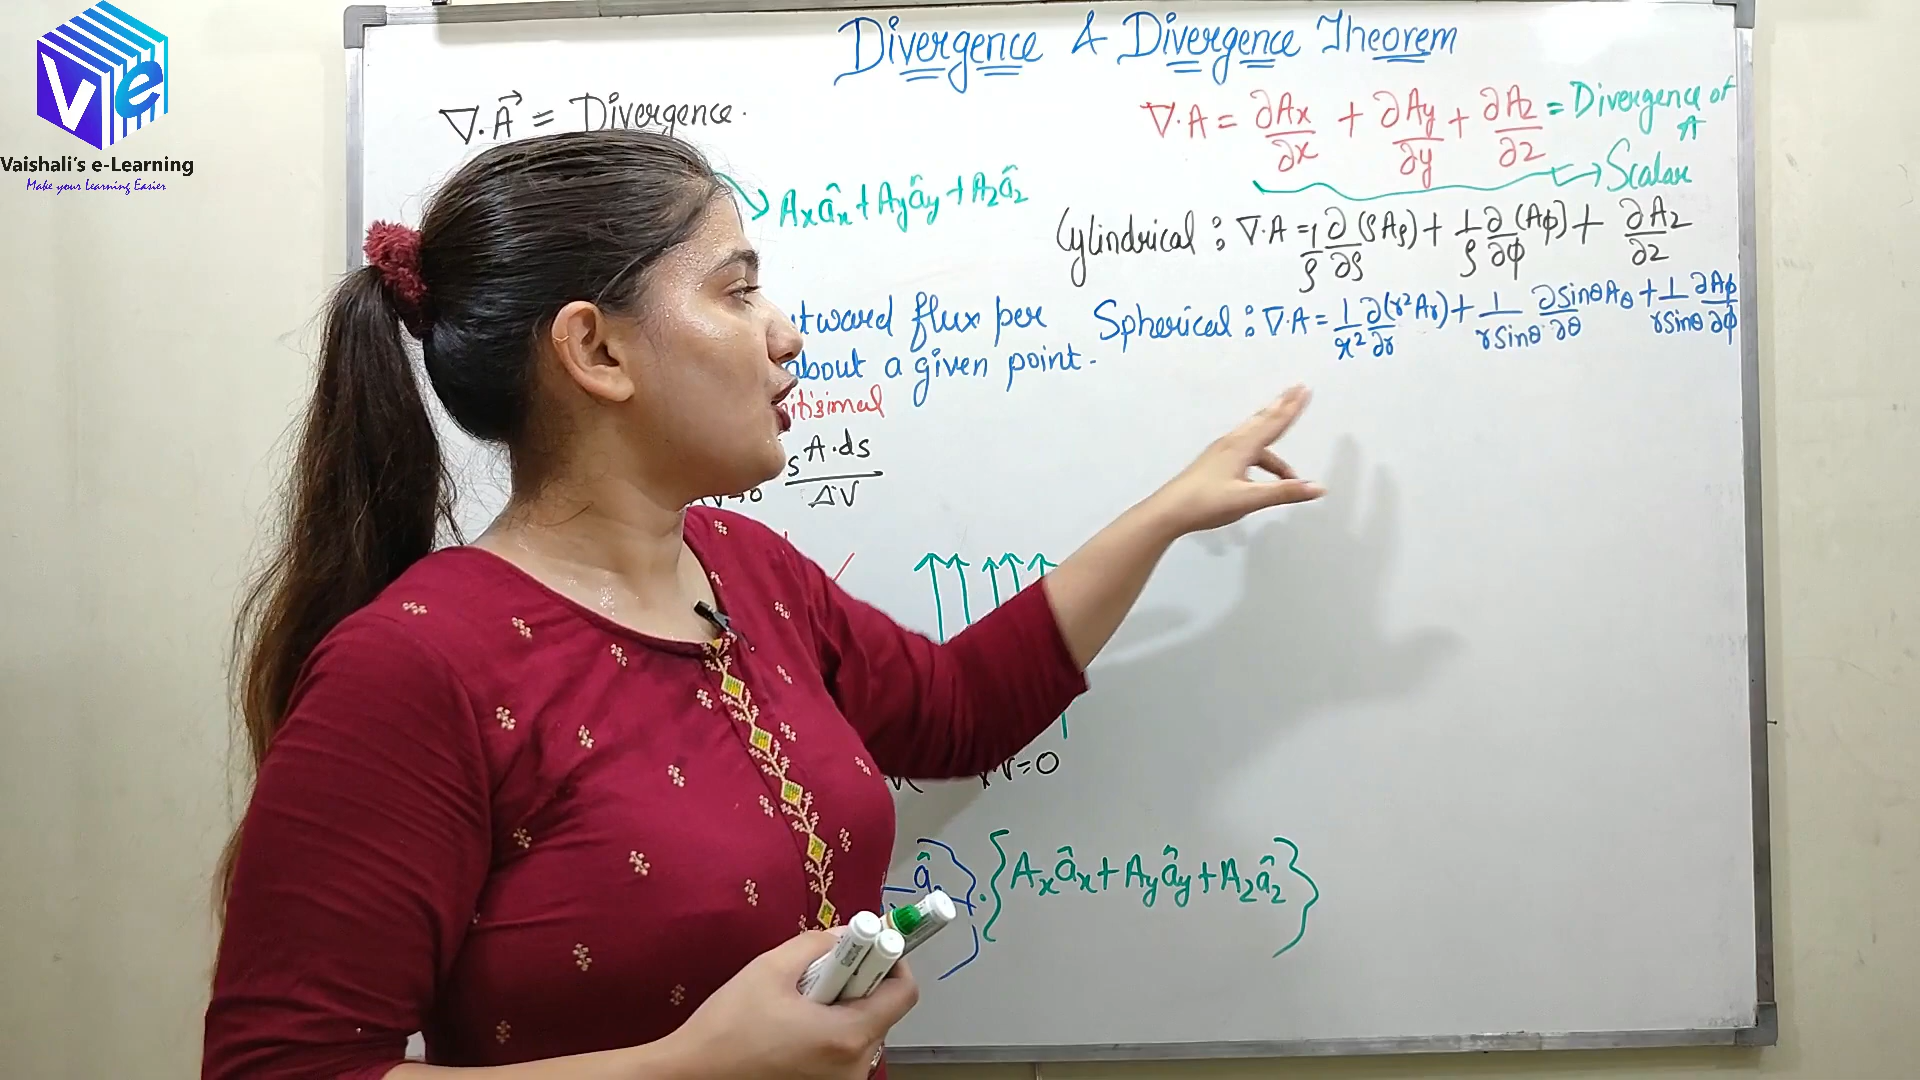 Ve
Vaishali's e-Learning
Make your Learning Easier
Divergence & Divergence Theorem
∇.A⃗ = Divergence.
Axâx + Ayây + Azâz
flux per
about a given point.
A.ds
ΔV
=0
{Axâx + Ayây + Azâz}
∇.A = ∂Ax/∂x + ∂Ay/∂y + ∂Az/∂z = Divergence of A
→ Scalar
Cylindrical : ∇.A = 1/ρ ∂/∂ρ (ρAρ) + 1/ρ ∂/∂φ (Aφ) + ∂Az/∂z
Spherical : ∇.A = 1/r² ∂/∂r (r²Ar) + 1/rsinθ ∂sinθAθ/∂θ + 1/rsinθ ∂Aφ/∂φ